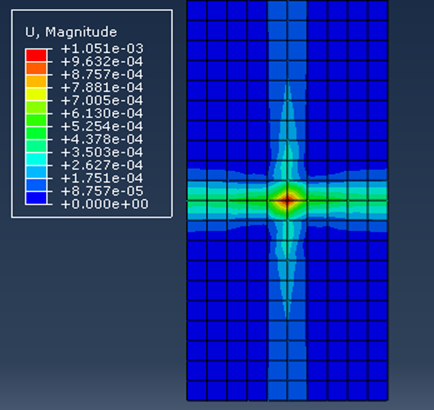 U, Magnitude
+1.051e-03
+9.632e-04
+8.757e-04
+7.881e-04
+7.005e-04
+6.130e-04
+5.254e-04
+4.378e-04
+3.503e-04
+2.627e-04
+1.751e-04
+8.757e-05
+0.000e+00